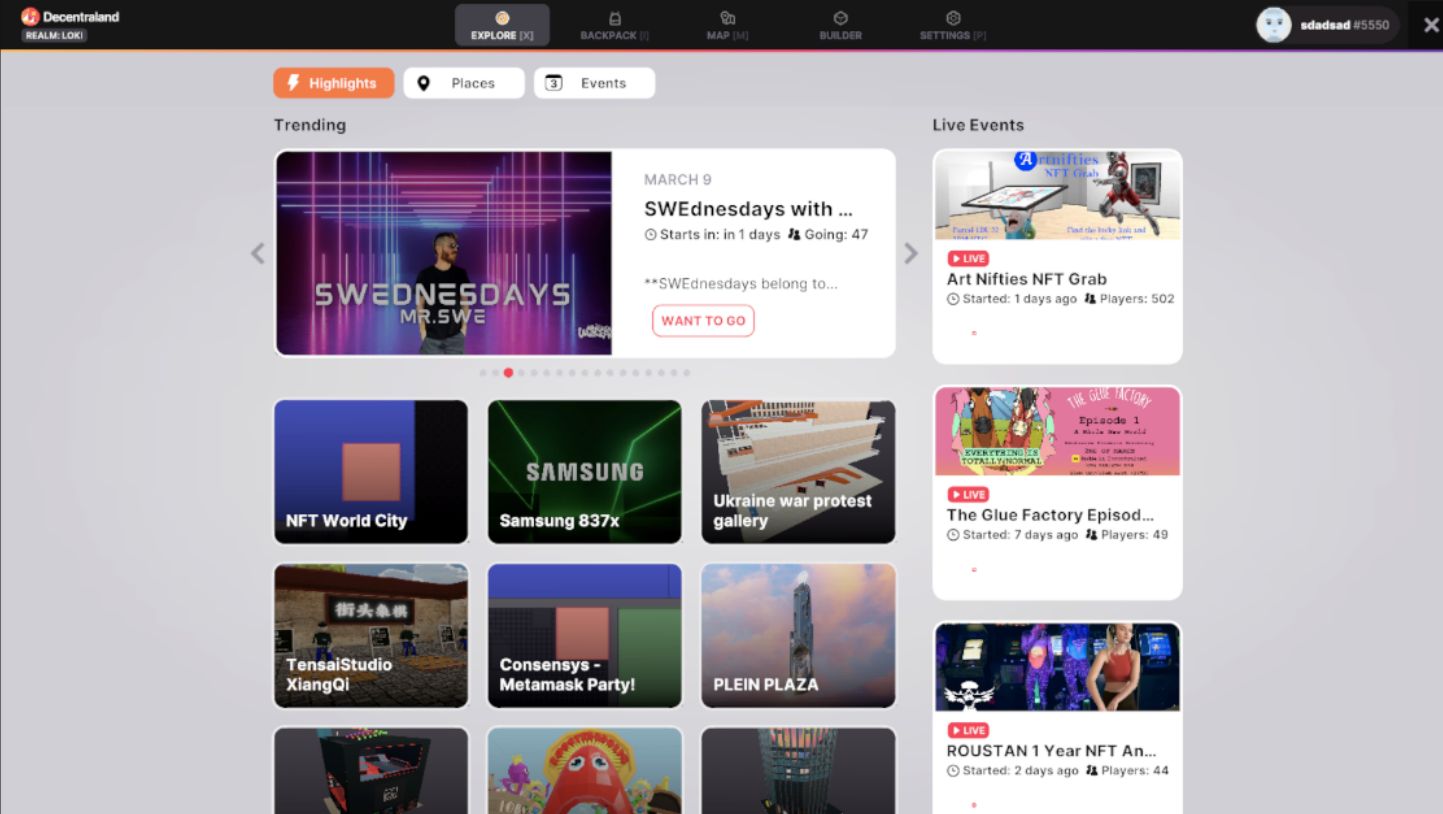 Decentraland
REALM: LOKI
EXPLORE [X]
BACKPACK [I]
MAP [M]
BUILDER
SETTINGS [P]
sdadsad #5550
Highlights
3
Places
Events
Trending
SWEDNESDAYS
MR.SWE
MARCH 9
SWEdnesdays with ...
Starts in: in 1 days Going: 47
**SWEdnesdays belong to...
WANT TO GO
NFT World City
SAMSUNG
Samsung 837x
Ukraine war protest
gallery
街头象棋
TensaiStudio
XiangQi
Consensys -
Metamask Party!
PLEIN PLAZA
Live Events
Artnifties
NFT Grab
LIVE
Art Nifties NFT Grab
Started: 1 days ago Players: 502
THE GLUE FACTORY
Episode 1
A Whole New World
EVERYTHING IS
TOTALLY NORMAL
LIVE
The Glue Factory Episod...
Started: 7 days ago Players: 49
LIVE
ROUSTAN 1 Year NFT An...
Started: 2 days ago Players: 44